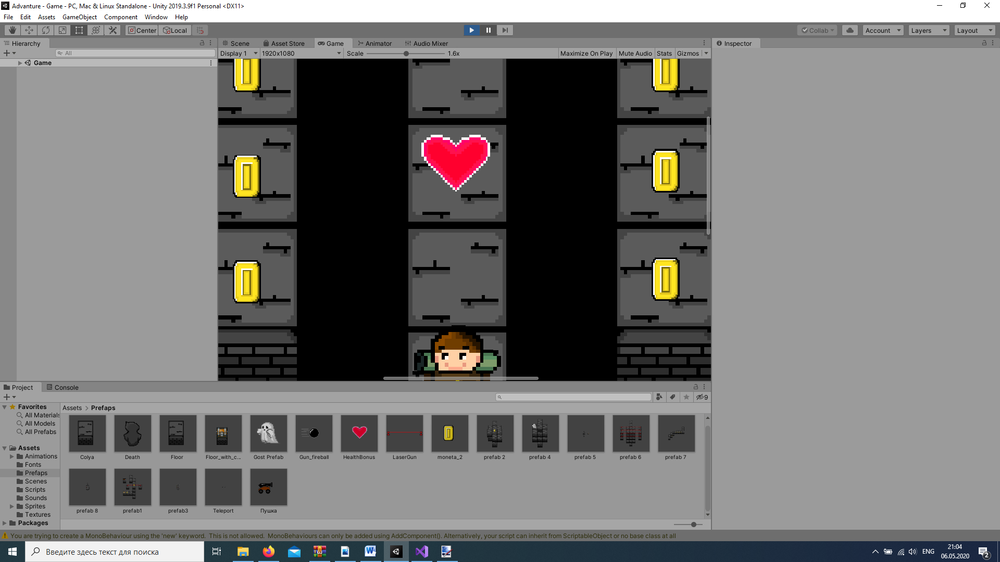 Advanture - Game - PC, Mac & Linux Standalone - Unity 2019.3.9f1 Personal <DX11>
File Edit Assets GameObject Component Window Help
Center Local Collab Account Layers Layout
Hierarchy Scene Asset Store Game Animator Audio Mixer Inspector
All Display 1 1920x1080 Scale 1.6x Maximize On Play Mute Audio Stats Gizmos
Game
Project Console
9
Favorites Assets > Prefaps
All Materials
All Models
All Prefabs
Assets
Animations
Fonts
Prefaps
Scenes
Scripts
Sounds
Sprites
Textures
Packages
Colya Death Floor Floor_with_c... Gost Prefab Gun_fireball HealthBonus LaserGun moneta_2 prefab 2 prefab 4 prefab 5 prefab 6 prefab 7
prefab 8 prefab1 prefab3 Teleport Пушка
You are trying to create a MonoBehaviour using the 'new' keyword. This is not allowed. MonoBehaviours can only be added using AddComponent(). Alternatively, your script can inherit from ScriptableObject or no base class at all
Введите здесь текст для поиска
ENG
21:04
06.05.2020
2